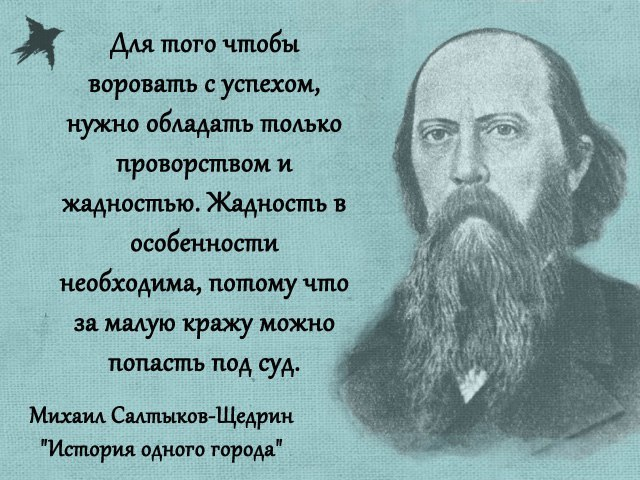 Для того чтобы
воровать с успехом,
нужно обладать только
проворством и
жадностью. Жадность в
особенности
необходима, потому что
за малую кражу можно
попасть под суд.
Михаил Салтыков-Щедрин
"История одного города"